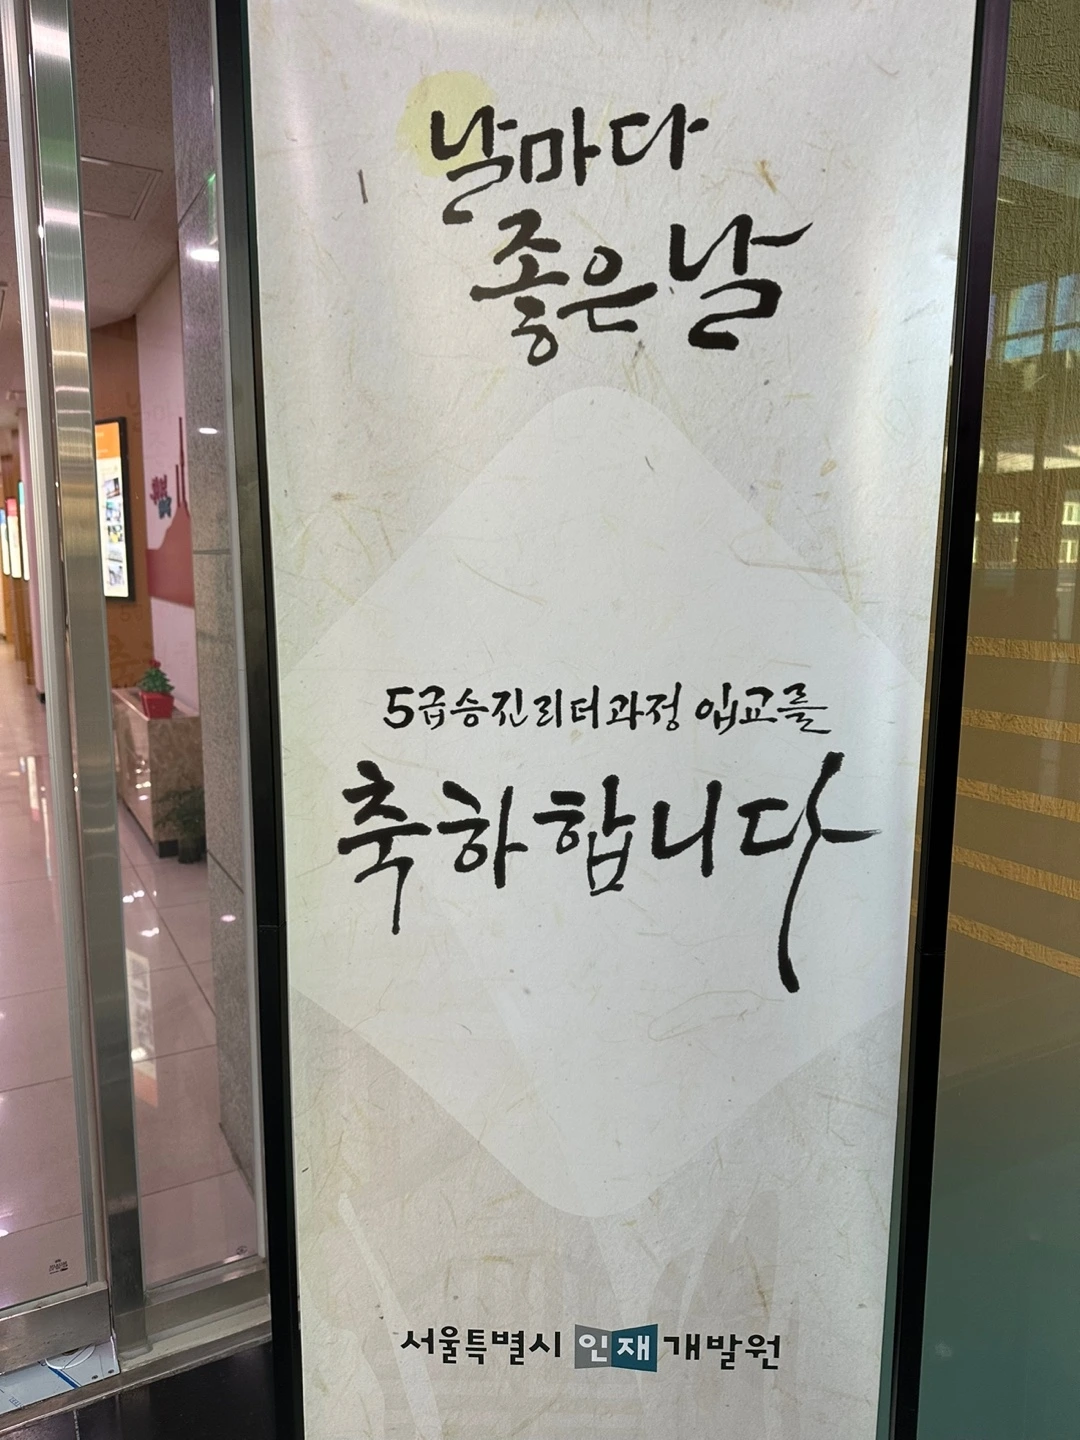 날마다
좋은 날
5급승진리더과정 입교를
축하합니다
서울특별시 인재개발원